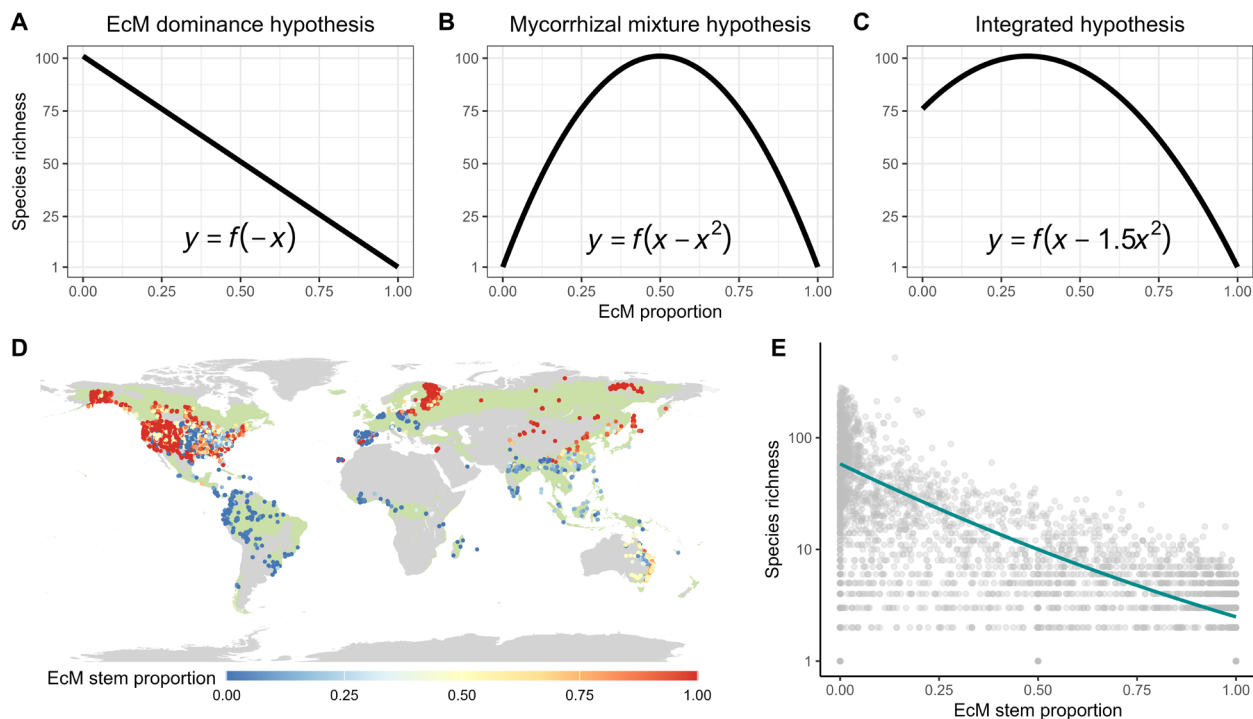 A EcM dominance hypothesis
B Mycorrhizal mixture hypothesis
C Integrated hypothesis
Species richness
100
75
50
25
1
y = f(−x)
0.00 0.25 0.50 0.75 1.00
100
75
50
25
1
y = f(x − x²)
0.00 0.25 0.50 0.75 1.00
EcM proportion
100
75
50
25
1
y = f(x − 1.5x²)
0.00 0.25 0.50 0.75 1.00
D
EcM stem proportion
0.00 0.25 0.50 0.75 1.00
E
Species richness
100
10
1
0.00 0.25 0.50 0.75 1.00
EcM stem proportion